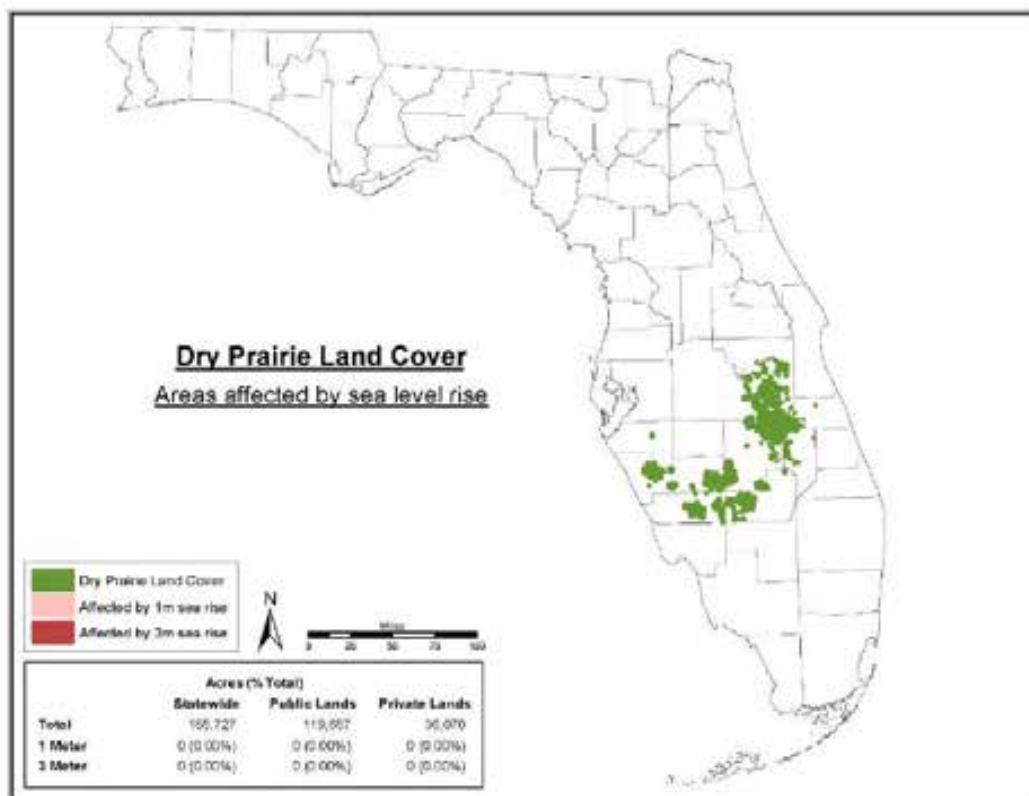 Dry Prairie Land Cover
Areas affected by sea level rise
Dry Prairie Land Cover
Affected by 1m sea rise
Affected by 3m sea rise
N
Miles
0 25 50 75 100
Acres (% Total)
Statewide Public Lands Private Lands
Total 155,727 119,657 36,070
1 Meter 0 (0.00%) 0 (0.00%) 0 (0.00%)
3 Meter 0 (0.00%) 0 (0.00%) 0 (0.00%)